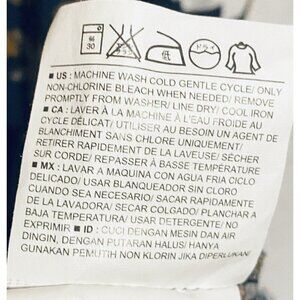 30
低
ドライ
■ US : MACHINE WASH COLD GENTLE CYCLE/ ONLY
NON-CHLORINE BLEACH WHEN NEEDED/ REMOVE
PROMPTLY FROM WASHER/ LINE DRY/ COOL IRON
■ CA : LAVER À LA MACHINE À L'EAU FROIDE AU
CYCLE DÉLICAT/ UTILISER AU BESOIN UN AGENT DE
BLANCHIMENT SANS CHLORE UNIQUEMENT/
RETIRER RAPIDEMENT DE LA LAVEUSE/ SÉCHER
SUR CORDE/ REPASSER À BASSE TEMPÉRATURE
■ MX : LAVAR A MAQUINA CON AGUA FRIA CICLO
DELICADO/ USAR BLANQUEADOR SIN CLORO
CUANDO SEA NECESARIO/ SACAR RAPIDAMENTE
DE LA LAVADORA/ SECAR COLGADO/ PLANCHAR A
BAJA TEMPERATURA/ USAR DETERGENTE/ NO
EXPRIMIR ■ ID : CUCI DENGAN MESIN DAN AIR
DINGIN, DENGAN PUTARAN HALUS/ HANYA
GUNAKAN PEMUTIH NON KLORIN JIKA DIPERLUKAN/